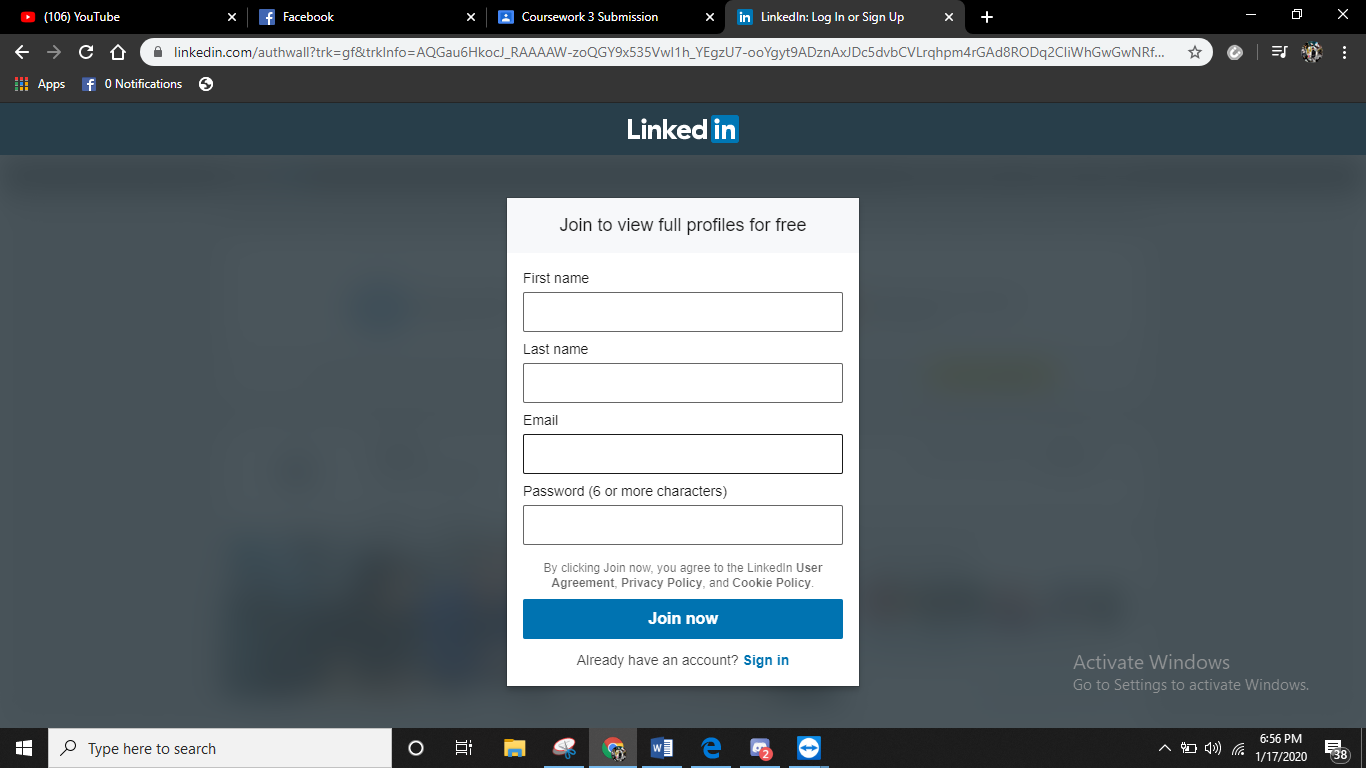 (106) YouTube
Facebook
Coursework 3 Submission
LinkedIn: Log In or Sign Up
linkedin.com/authwall?trk=gf&trkInfo=AQGau6HkocJ_RAAAAW-zoQGY9x535Vwl1h_YEgzU7-ooYgyt9ADznAxJDc5dvbCVLrqhpm4rGAd8RODq2CIiWhGwGwNRf...
Apps
0 Notifications
Linked in
Join to view full profiles for free
First name
Last name
Email
Password (6 or more characters)
By clicking Join now, you agree to the LinkedIn User
Agreement, Privacy Policy, and Cookie Policy.
Join now
Already have an account? Sign in
Activate Windows
Go to Settings to activate Windows.
Type here to search
2
6:56 PM
1/17/2020
38